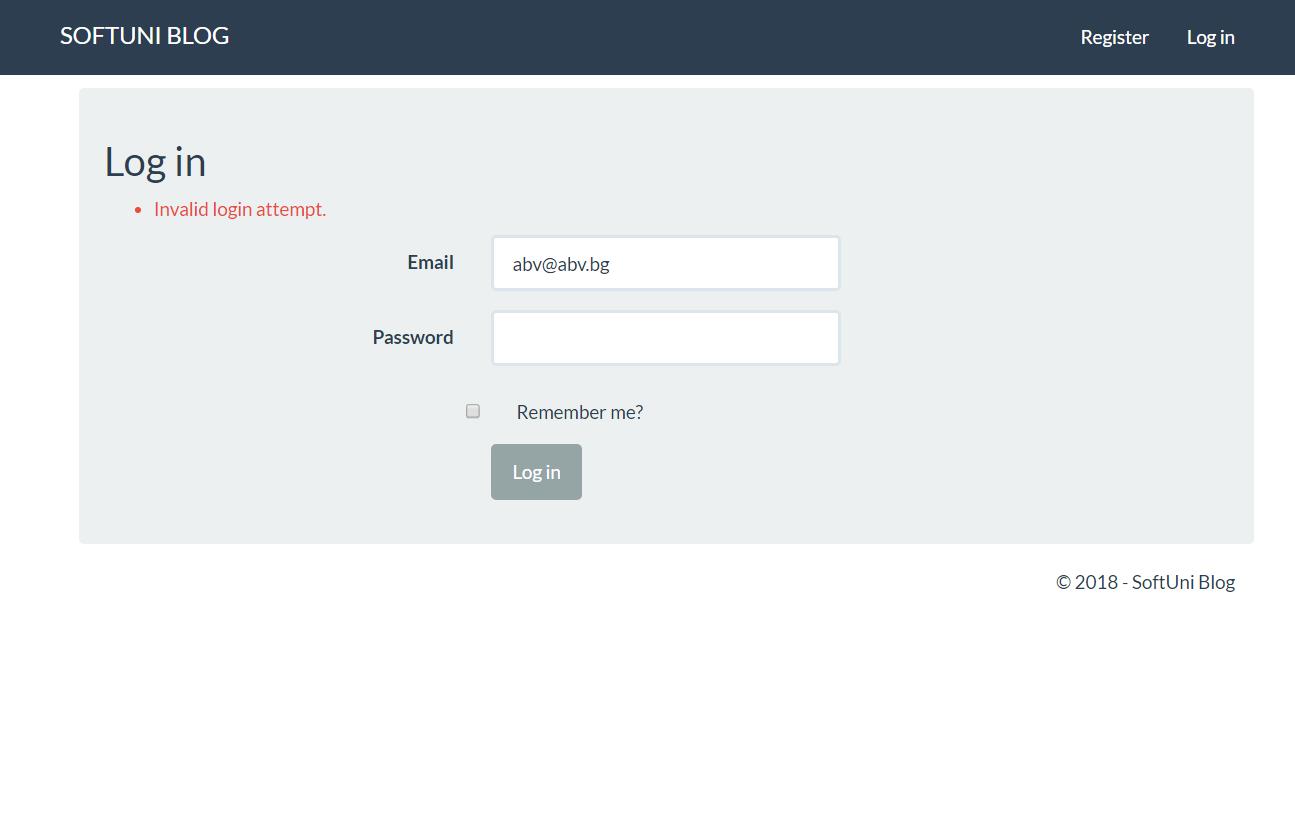 SOFTUNI BLOG
Register
Log in
Log in
Invalid login attempt.
Email
abv@abv.bg
Password
Remember me?
Log in
© 2018 - SoftUni Blog